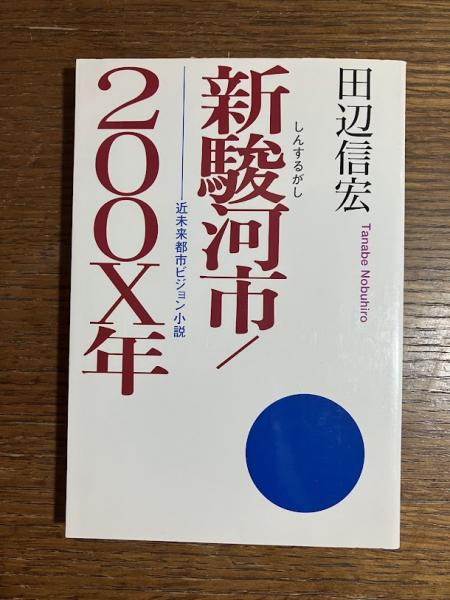 田辺信宏
Tanabe Nobuhiro
しんするがし
新駿河市/
近未来都市ビジョン小説
200X年